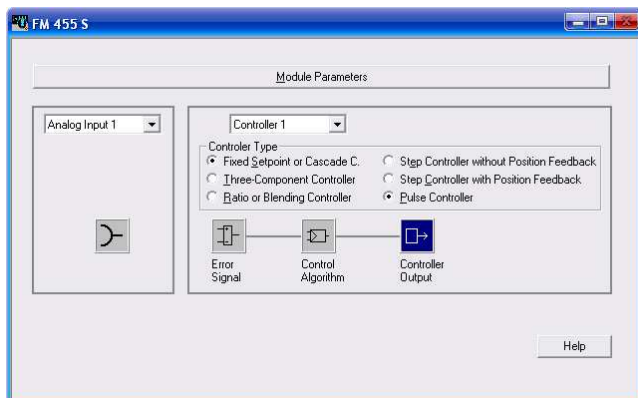 FM 455 S
Module Parameters
Analog Input 1
Controller 1
Controler Type
Fixed Setpoint or Cascade C.
Step Controller without Position Feedback
Three-Component Controller
Step Controller with Position Feedback
Ratio or Blending Controller
Pulse Controller
Error
Signal
Control
Algorithm
Controller
Output
Help